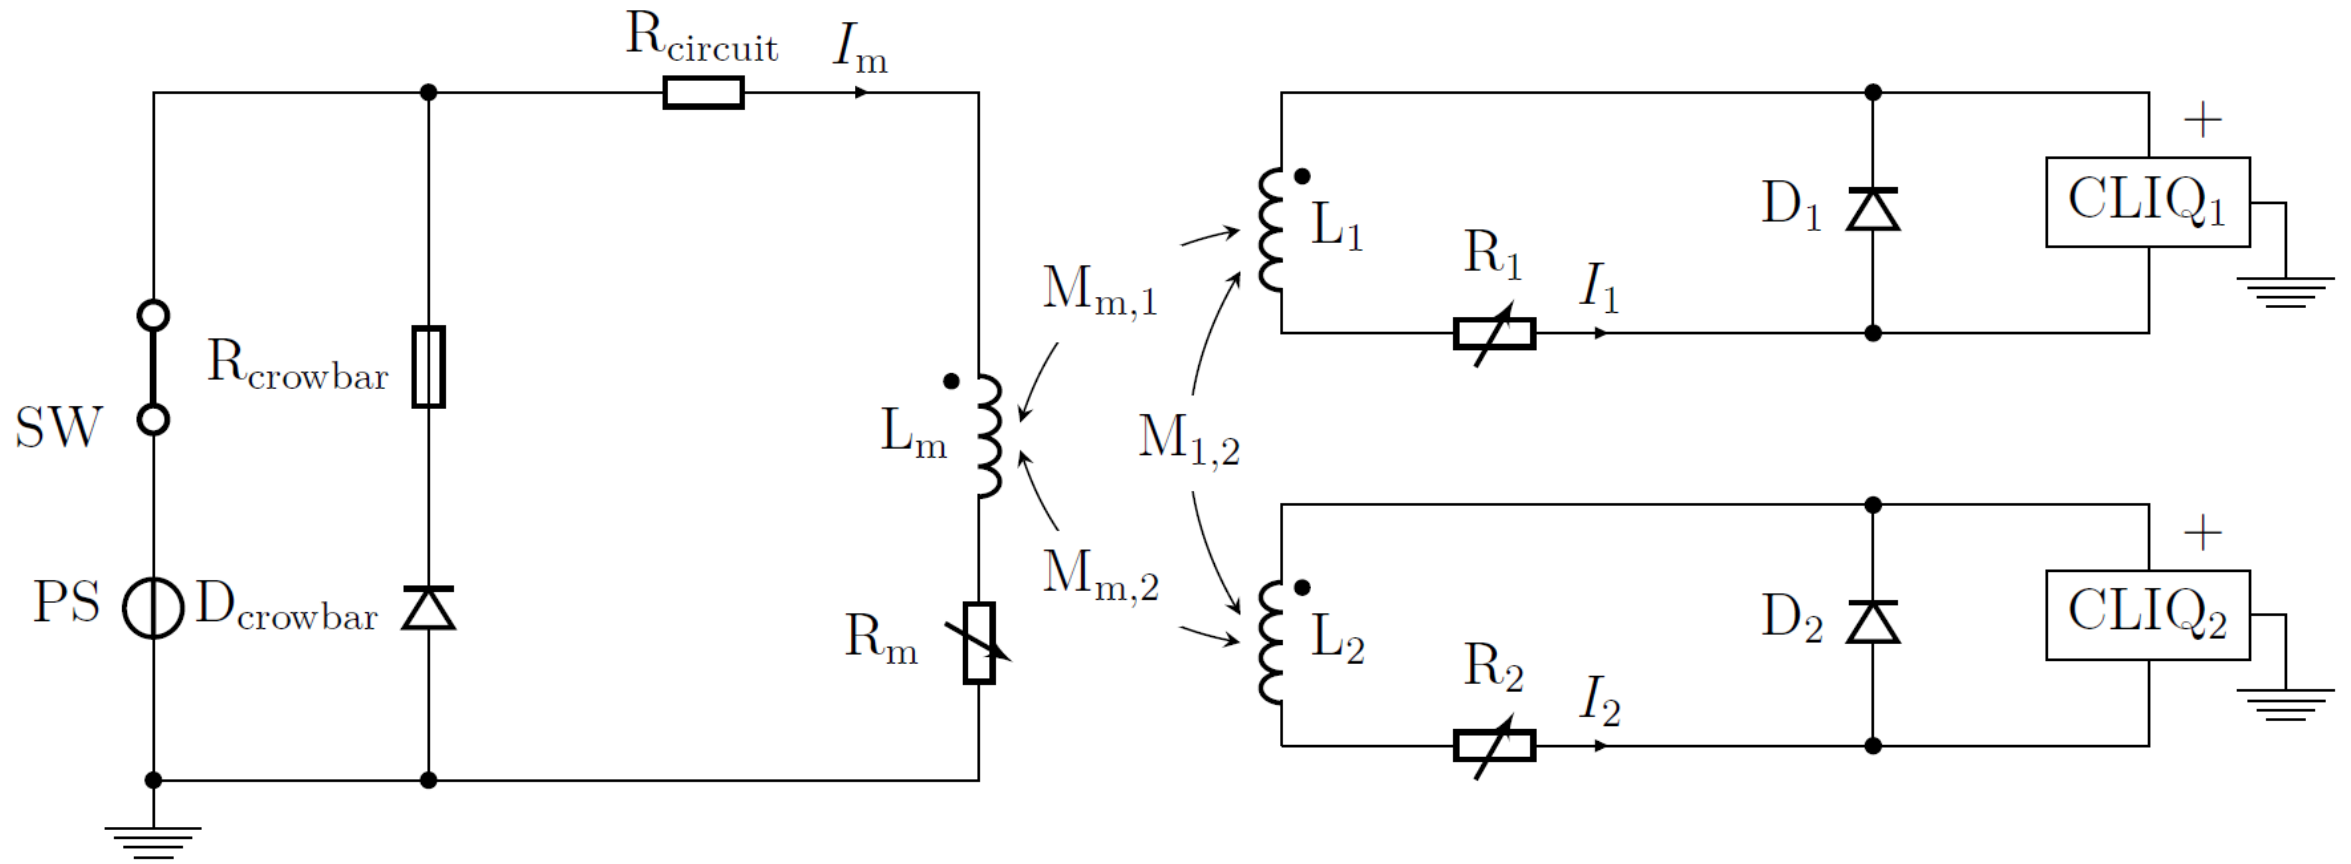 R_circuit
I_m
R_crowbar
SW
PS
D_crowbar
L_m
R_m
M_m,1
M_1,2
M_m,2
L_1
R_1
I_1
D_1
+
CLIQ_1
L_2
R_2
I_2
D_2
+
CLIQ_2